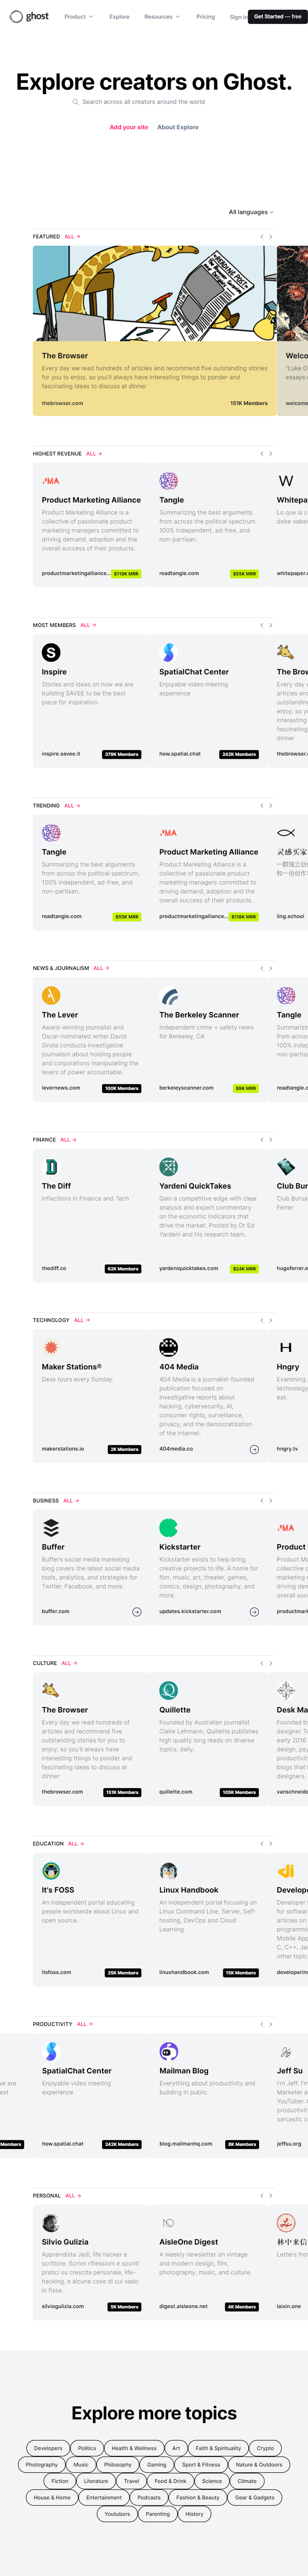 ghost
Product
Explore
Resources
Pricing
Sign in
Get Started — free
Explore creators on Ghost.
Search across all creators around the world
Add your site
About Explore
All languages
FEATURED ALL →
The Browser
Every day we read hundreds of articles and recommend five outstanding stories
for you to enjoy, so you'll always have interesting things to ponder and
fascinating ideas to discuss at dinner
thebrowser.com
151K Members
Welco
"Luke O
essays
welcome
HIGHEST REVENUE ALL →
Product Marketing Alliance
Product Marketing Alliance is a
collective of passionate product
marketing managers committed to
driving demand, adoption and the
overall success of their products.
productmarketingalliance...
$118K MRR
Tangle
Summarizing the best arguments
from across the political spectrum.
100% independent, ad-free, and
non-partisan.
readtangle.com
$55K MRR
W
Whitepa
Lo que la c
debe saber
whitepaper.
MOST MEMBERS ALL →
Inspire
Stories and ideas on how we are
building SAVEE to be the best
place for inspiration.
inspire.savee.it
379K Members
SpatialChat Center
Enjoyable video meeting
experience
how.spatial.chat
242K Members
The Brow
Every day
articles and
outstanding
enjoy, so y
interesting
fascinating
dinner
thebrowser.
TRENDING ALL →
Tangle
Summarizing the best arguments
from across the political spectrum.
100% independent, ad-free, and
non-partisan.
readtangle.com
$55K MRR
Product Marketing Alliance
Product Marketing Alliance is a
collective of passionate product
marketing managers committed to
driving demand, adoption and the
overall success of their products.
productmarketingalliance...
$118K MRR
灵感买家
一群独立创
和一份创作
ling.school
NEWS & JOURNALISM ALL →
The Lever
Award-winning journalist and
Oscar-nominated writer David
Sirota conducts investigative
journalism about holding people
and corporations manipulating the
levers of power accountable.
levernews.com
100K Members
The Berkeley Scanner
Independent crime + safety news
for Berkeley, CA
berkeleyscanner.com
$9K MRR
Tangle
Summarizin
from across
100% indep
non-partisa
readtangle.c
FINANCE ALL →
The Diff
Inflections in Finance and Tech
thediff.co
62K Members
Yardeni QuickTakes
Gain a competitive edge with clear
analysis and expert commentary
on the economic indicators that
drive the market. Posted by Dr Ed
Yardeni and his research team.
yardeniquicktakes.com
$24K MRR
Club Bur
Club Bursá
Ferrer
hugoferrer.e
TECHNOLOGY ALL →
Maker Stations®
Desk tours every Sunday.
makerstations.io
2K Members
404 Media
404 Media is a journalist-founded
publication focused on
investigative reports about
hacking, cybersecurity, AI,
consumer rights, surveillance,
privacy, and the democratization
of the internet.
404media.co
Hngry
Examining
technology
eat.
hngry.tv
BUSINESS ALL →
Buffer
Buffer's social media marketing
blog covers the latest social media
tools, analytics, and strategies for
Twitter, Facebook, and more.
buffer.com
Kickstarter
Kickstarter exists to help bring
creative projects to life. A home for
film, music, art, theater, games,
comics, design, photography, and
more.
updates.kickstarter.com
Product
Product Ma
collective o
marketing m
driving dem
overall succ
productmark
CULTURE ALL →
The Browser
Every day we read hundreds of
articles and recommend five
outstanding stories for you to
enjoy, so you'll always have
interesting things to ponder and
fascinating ideas to discuss at
dinner
thebrowser.com
151K Members
Quillette
Founded by Australian journalist
Claire Lehmann, Quillette publishes
high quality long reads on diverse
topics, daily.
quillette.com
105K Members
Desk Ma
Founded by
designer To
early 2016
design, psy
productivity
blogs that's
designers.
vanschneide
EDUCATION ALL →
It's FOSS
An independent portal educating
people worldwide about Linux and
open source.
itsfoss.com
25K Members
Linux Handbook
An independent portal focusing on
Linux Command Line, Server, Self-
hosting, DevOps and Cloud
Learning
linuxhandbook.com
15K Members
Develope
Developer
for software
articles on
programmin
Mobile App
C, C++, Jav
other topic
developerin
PRODUCTIVITY ALL →
e are
est
Members
SpatialChat Center
Enjoyable video meeting
experience
how.spatial.chat
242K Members
Mailman Blog
Everything about productivity and
building in public.
blog.mailmanhq.com
8K Members
Jeff Su
I'm Jeff. I'm
Marketer a
YouTuber. I
productivit
sarcastic c
jeffsu.org
PERSONAL ALL →
Silvio Gulizia
Apprendista Jedi, life hacker e
scrittore. Scrivo riflessioni e spunti
pratici su crescita personale, life-
hacking, e alcune cose di cui vado
in fissa.
silviogulizia.com
5K Members
AisleOne Digest
A weekly newsletter on vintage
and modern design, film,
photography, music, and culture.
digest.aisleone.net
4K Members
林中来信
Letters fro
laixin.one
Explore more topics
Developers
Politics
Health & Wellness
Art
Faith & Spirituality
Crypto
Photography
Music
Philosophy
Gaming
Sport & Fitness
Nature & Outdoors
Fiction
Literature
Travel
Food & Drink
Science
Climate
House & Home
Entertainment
Podcasts
Fashion & Beauty
Gear & Gadgets
Youtubers
Parenting
History